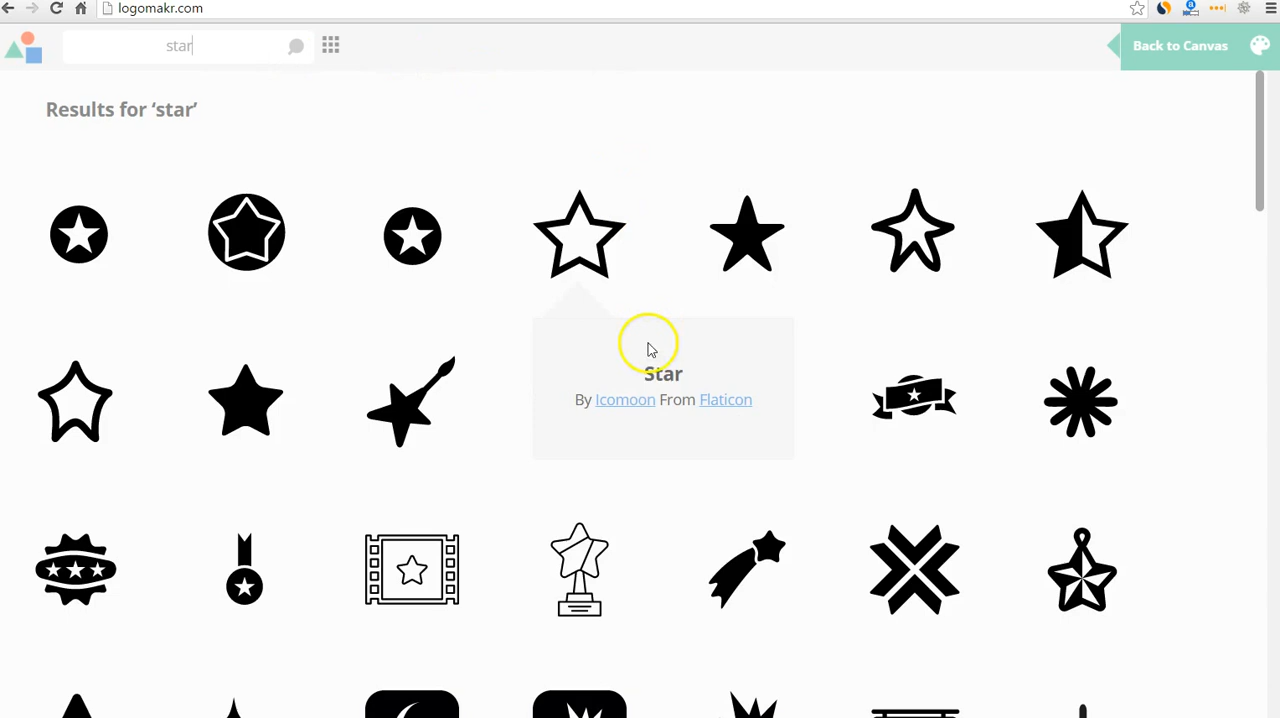 logomakr.com
star
Back to Canvas
Results for ‘star’
Star
By Icomoon From Flaticon